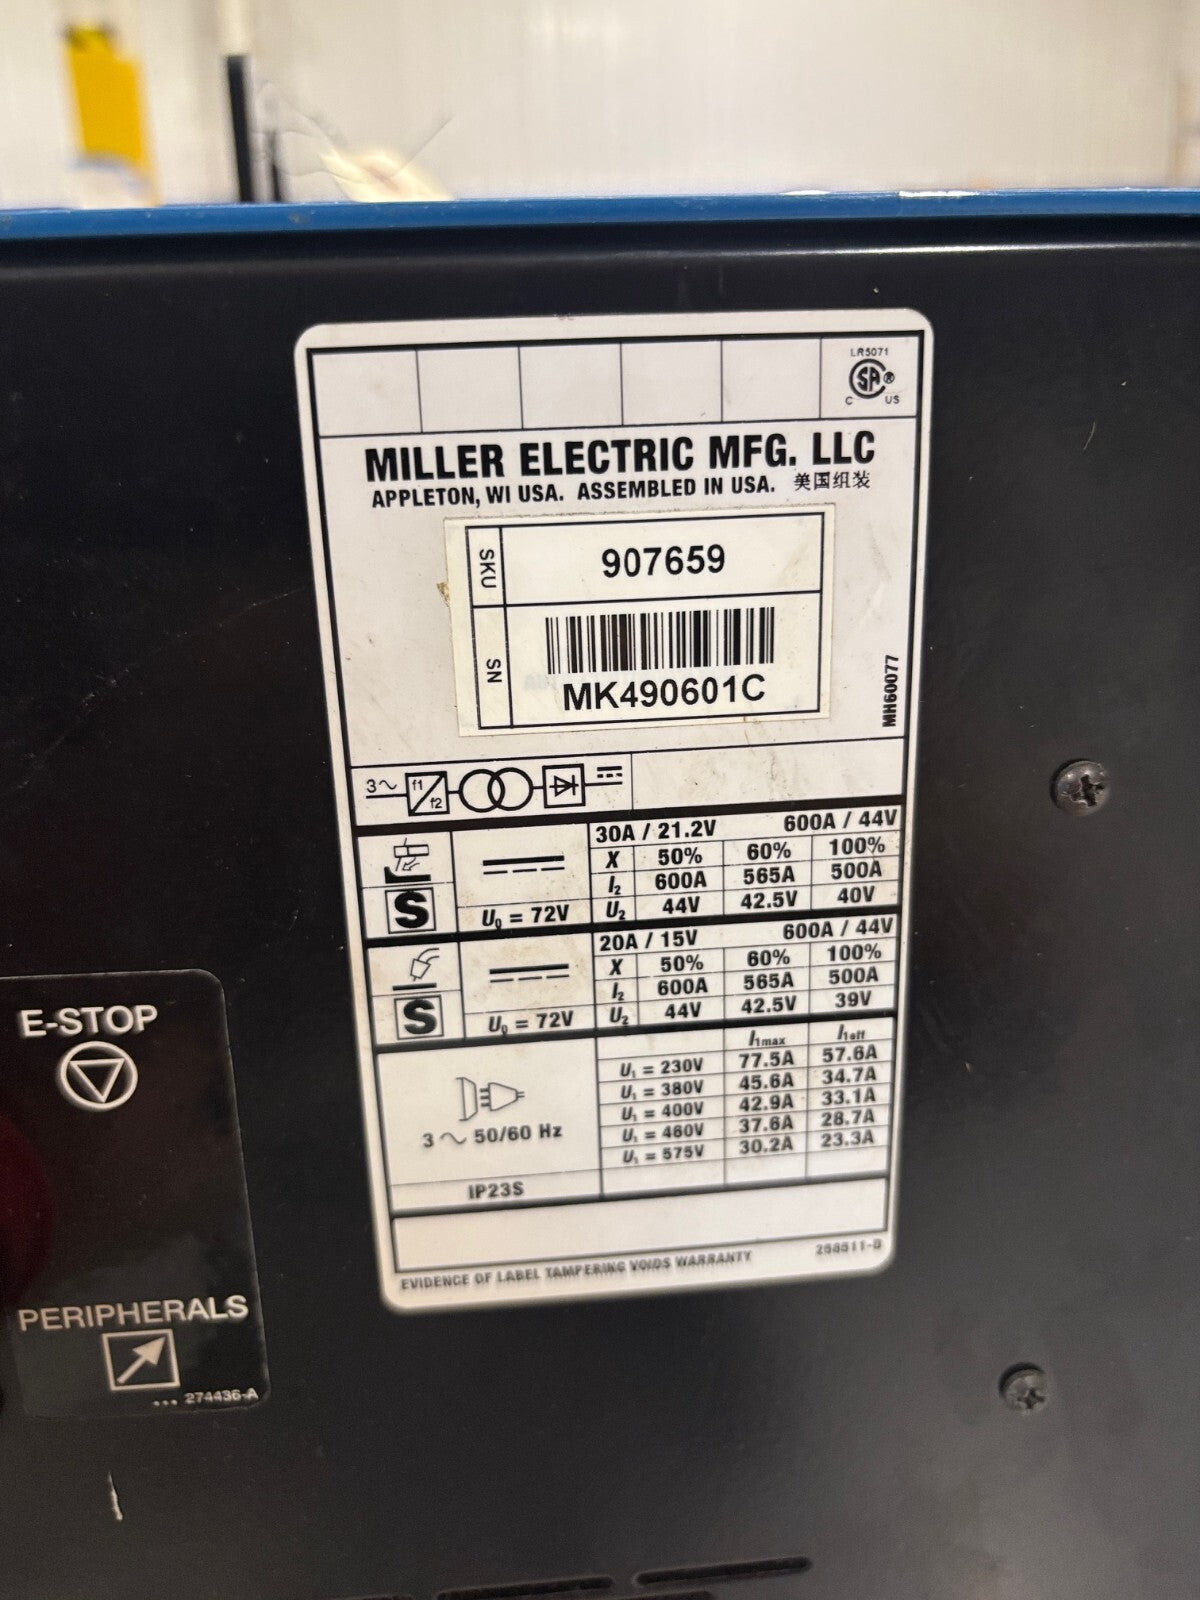 LR5071
SA ®
C US
MILLER ELECTRIC MFG. LLC
APPLETON, WI USA. ASSEMBLED IN USA. 美国组装
SKU 907659
SN MK490601C
MH60077
3~ f1 f2
30A / 21.2V 600A / 44V
X 50% 60% 100%
I2 600A 565A 500A
S U0 = 72V U2 44V 42.5V 40V
20A / 15V 600A / 44V
X 50% 60% 100%
I2 600A 565A 500A
S U0 = 72V U2 44V 42.5V 39V
I1max I1eff
U1 = 230V 77.5A 57.6A
U1 = 380V 45.6A 34.7A
U1 = 400V 42.9A 33.1A
U1 = 460V 37.6A 28.7A
U1 = 575V 30.2A 23.3A
3 ~ 50/60 Hz
IP23S
EVIDENCE OF LABEL TAMPERING VOIDS WARRANTY
E-STOP
PERIPHERALS
... 274436-A